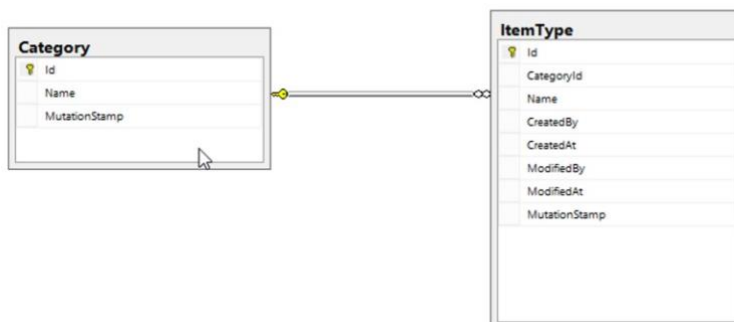 Category
Id
Name
MutationStamp
ItemType
Id
CategoryId
Name
CreatedBy
CreatedAt
ModifiedBy
ModifiedAt
MutationStamp